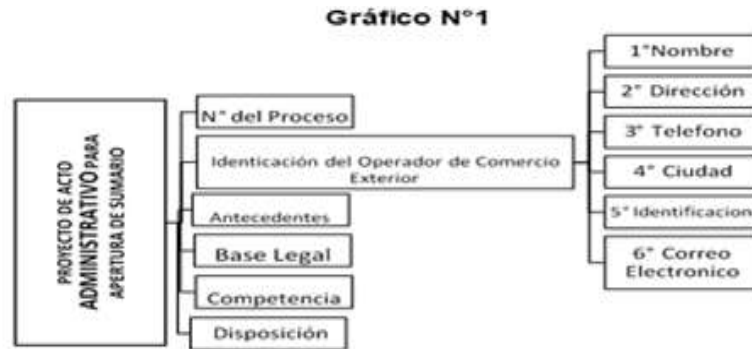 Gráfico N°1
PROYECTO DE ACTO
ADMINISTRATIVO PARA
APERTURA DE SUMARIO
N° del Proceso
Identicación del Operador de Comercio
Exterior
Antecedentes
Base Legal
Competencia
Disposición
1°Nombre
2° Dirección
3° Telefono
4° Ciudad
5° Identificacion
6° Correo
Electronico